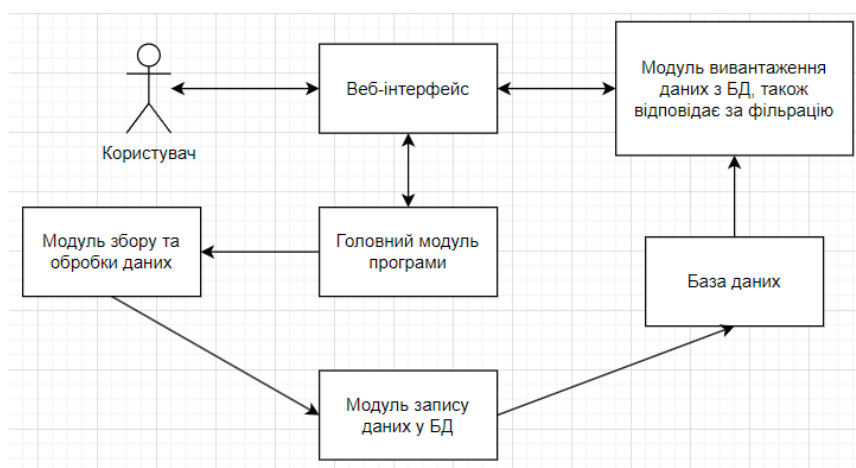 Користувач
Веб-інтерфейс
Модуль вивантаження
даних з БД, також
відповідає за фільрацію
Модуль збору та
обробки даних
Головний модуль
програми
База даних
Модуль запису
даних у БД